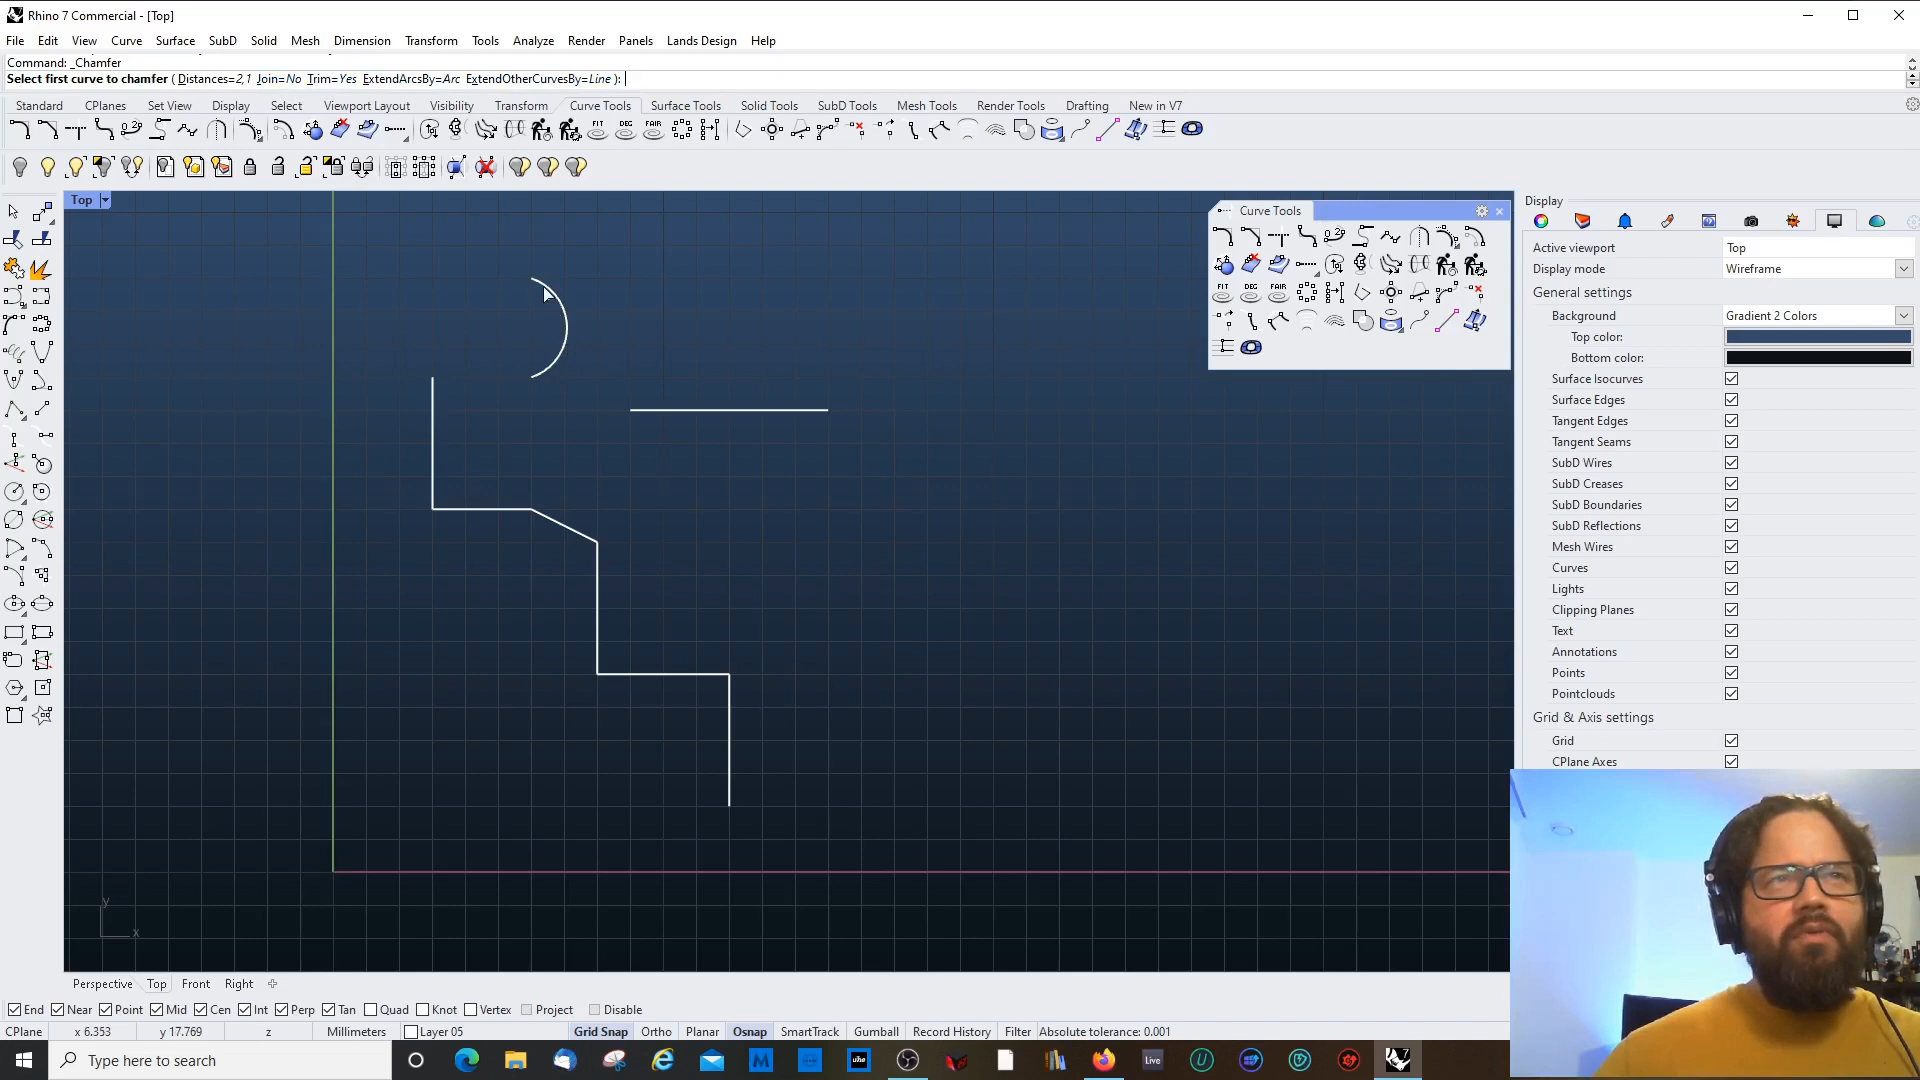 Rhino 7 Commercial - [Top]
File Edit View Curve Surface SubD Solid Mesh Dimension Transform Tools Analyze Render Panels Lands Design Help
Command: _Chamfer
Select first curve to chamfer ( Distances=2,1 Join=No Trim=Yes ExtendArcsBy=Arc ExtendOtherCurvesBy=Line ):
Standard CPlanes Set View Display Select Viewport Layout Visibility Transform Curve Tools Surface Tools Solid Tools SubD Tools Mesh Tools Render Tools Drafting New in V7
FIT DEG FAIR
Top
Curve Tools
FIT DEG FAIR
Display
Active viewport Top
Display mode Wireframe
General settings
Background Gradient 2 Colors
Top color:
Bottom color:
Surface Isocurves
Surface Edges
Tangent Edges
Tangent Seams
SubD Wires
SubD Creases
SubD Boundaries
SubD Reflections
Mesh Wires
Curves
Lights
Clipping Planes
Text
Annotations
Points
Pointclouds
Grid & Axis settings
Grid
CPlane Axes
y
x
Perspective Top Front Right
End Near Point Mid Cen Int Perp Tan Quad Knot Vertex Project Disable
CPlane x 6.353 y 17.769 z Millimeters Layer 05 Grid Snap Ortho Planar Osnap SmartTrack Gumball Record History Filter Absolute tolerance: 0.001
Type here to search
uhe
Live